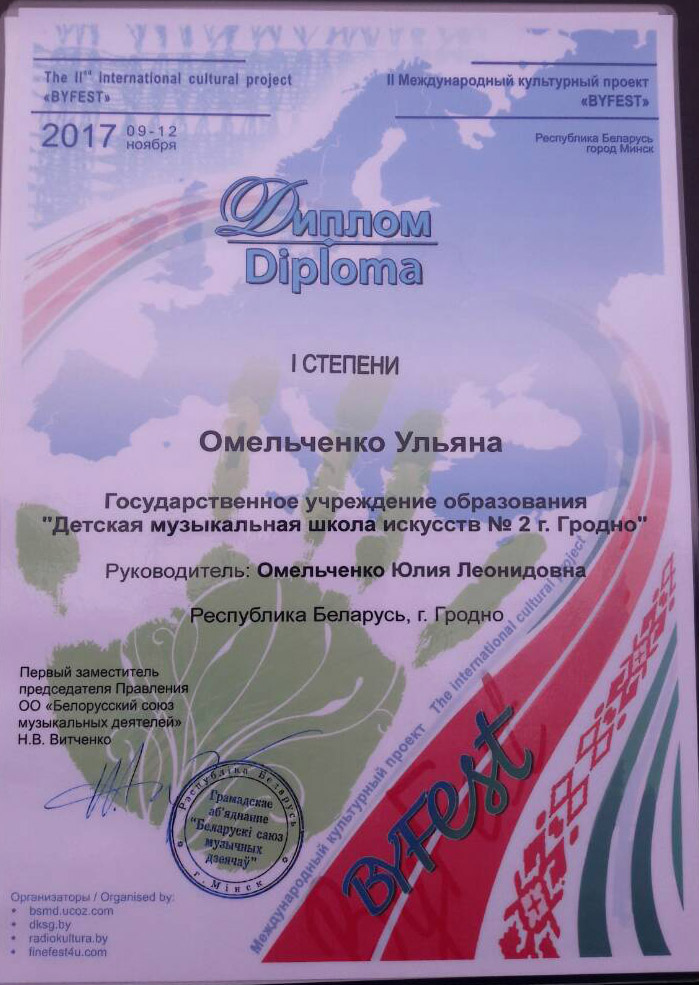 The IInd International cultural project
«BYFEST»
II Международный культурный проект
«BYFEST»
2017 09-12
ноября
Республика Беларусь
город Минск
Диплом
Diploma
I СТЕПЕНИ
Омельченко Ульяна
Государственное учреждение образования
"Детская музыкальная школа искусств № 2 г. Гродно"
Руководитель: Омельченко Юлия Леонидовна
Республика Беларусь, г. Гродно
Первый заместитель
председателя Правления
ОО «Белорусский союз
музыкальных деятелей»
Н.В. Витченко
Рэспубліка Беларусь
Грамадскае
аб'яднанне
"Беларускі саюз
музычных
дзеячаў"
г. Мінск
Международный культурный проект The international cultural project
BYFest
Организаторы / Organised by:
• bsmd.ucoz.com
• dksg.by
• radiokultura.by
• finefest4u.com